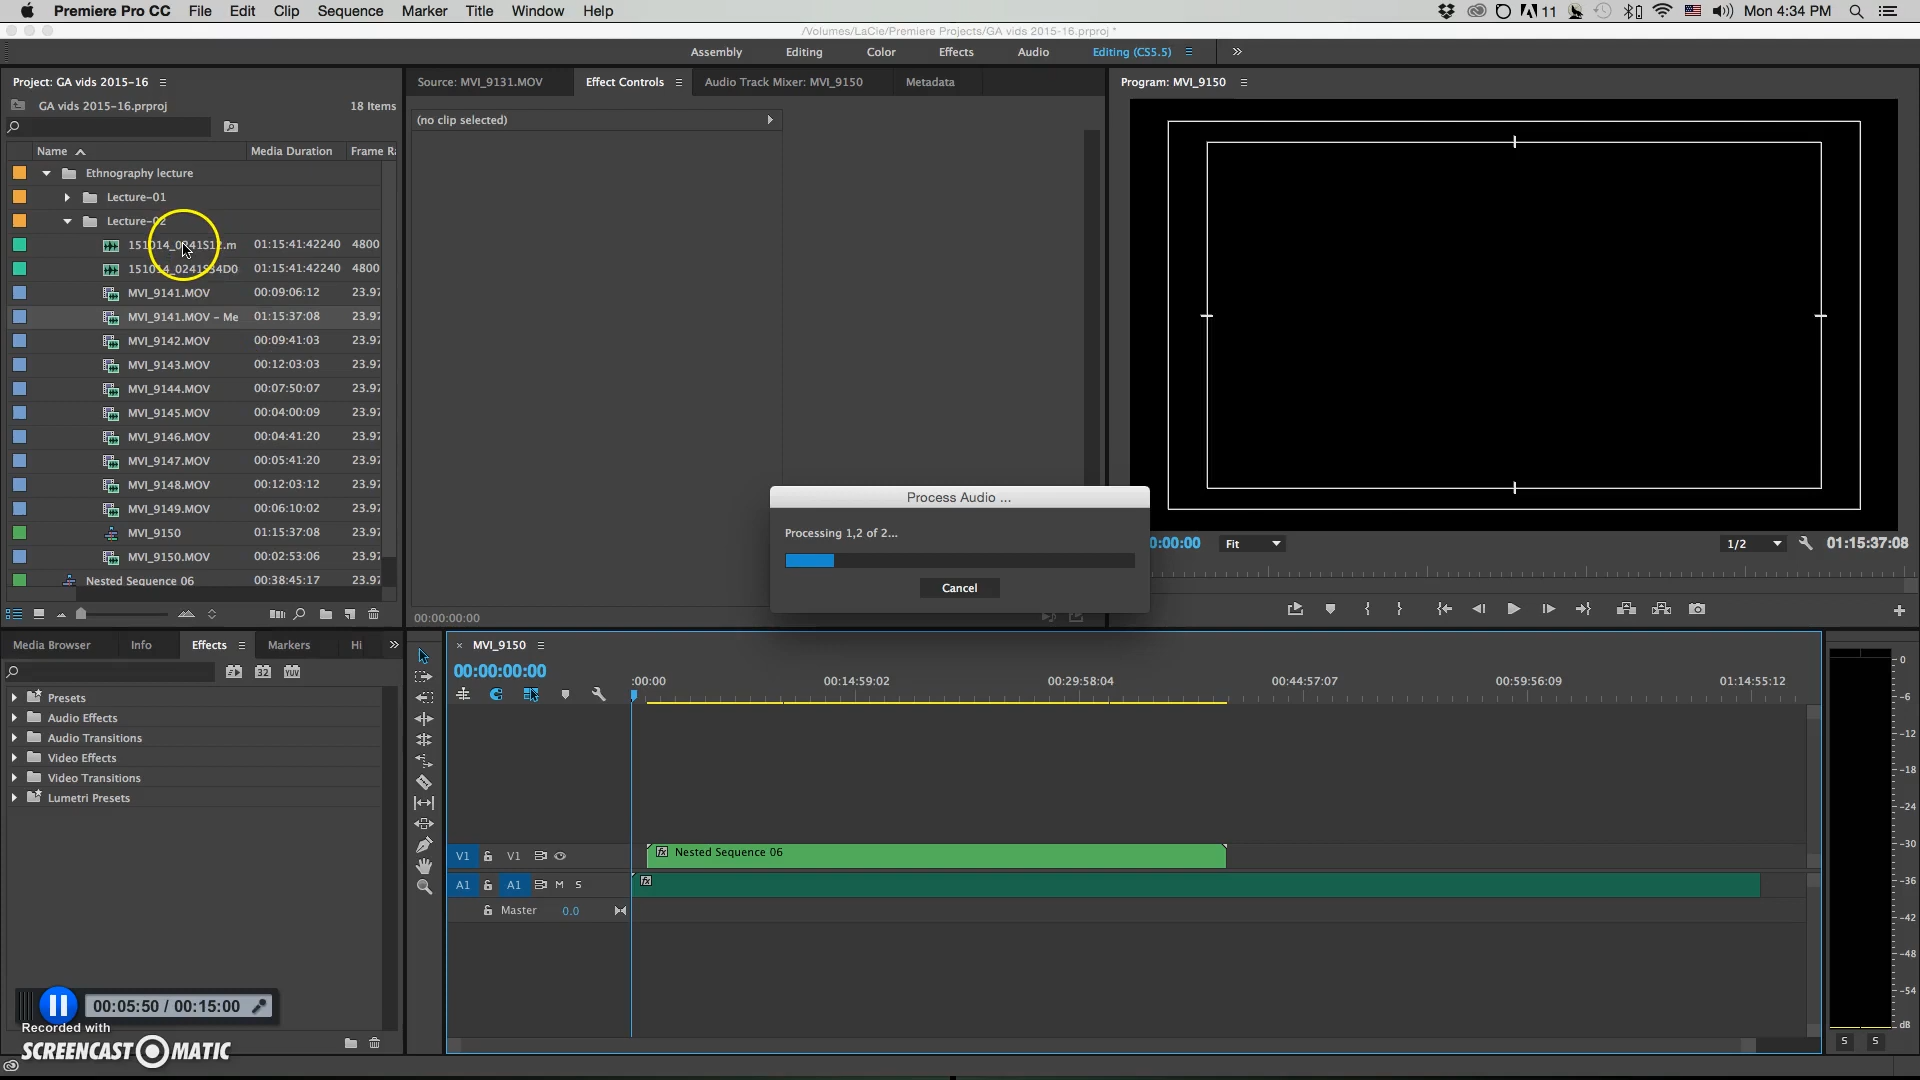 Premiere Pro CC File Edit Clip Sequence Marker Title Window Help
11 Mon 4:34 PM
/Volumes/LaCie/Premiere Projects/GA vids 2015-16.prproj *
Assembly Editing Color Effects Audio Editing (CS5.5)
Project: GA vids 2015-16
GA vids 2015-16.prproj 18 Items
Name Media Duration Frame Ra
Ethnography lecture
Lecture-01
Lecture-02
151014_0241S12.m 01:15:41:42240 4800
151014_0241S34D0 01:15:41:42240 4800
MVI_9141.MOV 00:09:06:12 23.97
MVI_9141.MOV - Me 01:15:37:08 23.97
MVI_9142.MOV 00:09:41:03 23.97
MVI_9143.MOV 00:12:03:03 23.97
MVI_9144.MOV 00:07:50:07 23.97
MVI_9145.MOV 00:04:00:09 23.97
MVI_9146.MOV 00:04:41:20 23.97
MVI_9147.MOV 00:05:41:20 23.97
MVI_9148.MOV 00:12:03:12 23.97
MVI_9149.MOV 00:06:10:02 23.97
MVI_9150 01:15:37:08 23.97
MVI_9150.MOV 00:02:53:06 23.97
Nested Sequence 06 00:38:45:17 23.97
Source: MVI_9131.MOV Effect Controls Audio Track Mixer: MVI_9150 Metadata
(no clip selected)
00:00:00:00
Program: MVI_9150
0:00:00 Fit 1/2 01:15:37:08
Process Audio ...
Processing 1,2 of 2...
Cancel
Media Browser Info Effects Markers Hi
32 YUV
Presets
Audio Effects
Audio Transitions
Video Effects
Video Transitions
Lumetri Presets
MVI_9150
00:00:00:00
:00:00 00:14:59:02 00:29:58:04 00:44:57:07 00:59:56:09 01:14:55:12
V1 V1 fx Nested Sequence 06
A1 A1 M S fx
Master 0.0
0
-6
-12
-18
-24
-30
-36
-42
-48
-54
dB
S S
00:05:50 / 00:15:00
Recorded with
SCREENCAST MATIC